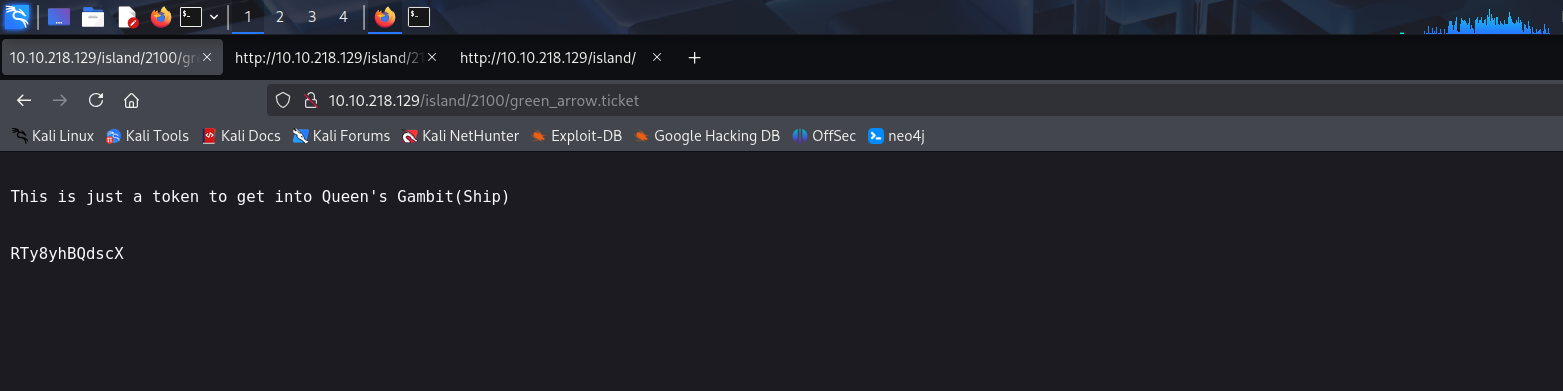 1 2 3 4
10.10.218.129/island/2100/gr
http://10.10.218.129/island/21
http://10.10.218.129/island/
10.10.218.129/island/2100/green_arrow.ticket
Kali Linux Kali Tools Kali Docs Kali Forums Kali NetHunter Exploit-DB Google Hacking DB OffSec neo4j
This is just a token to get into Queen's Gambit(Ship)
RTy8yhBQdscX